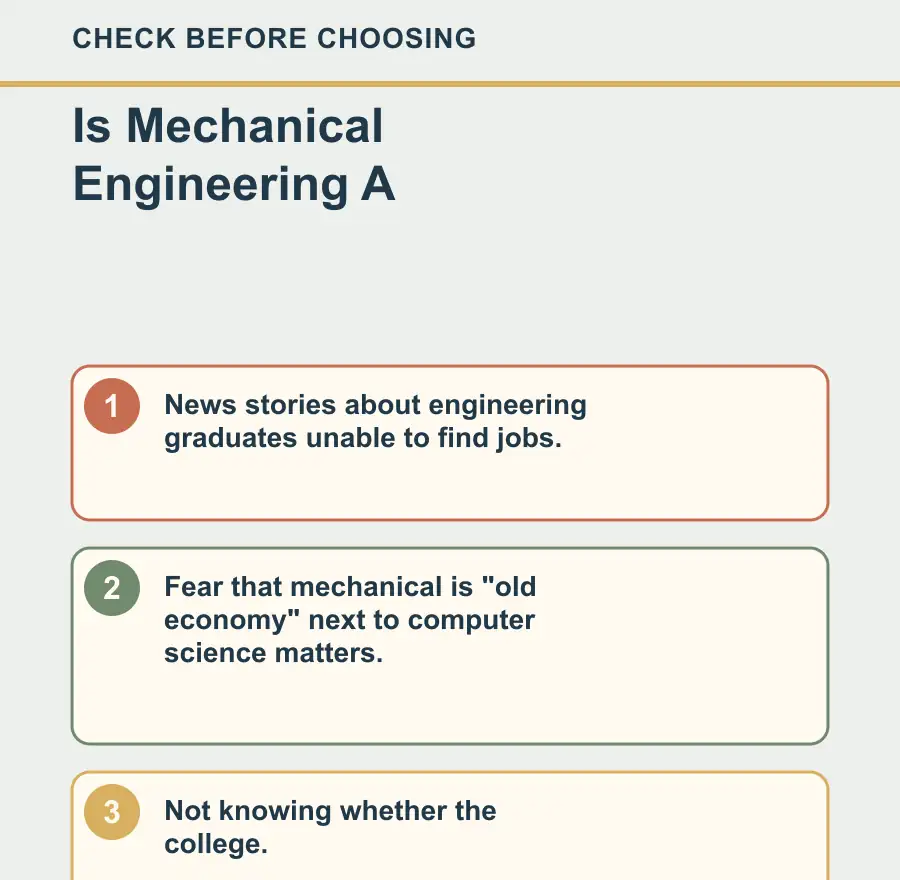 CHECK BEFORE CHOOSING
Is Mechanical
Engineering A
1
News stories about engineering
graduates unable to find jobs.
2
Fear that mechanical is "old
economy" next to computer
science matters.
3
Not knowing whether the
college.